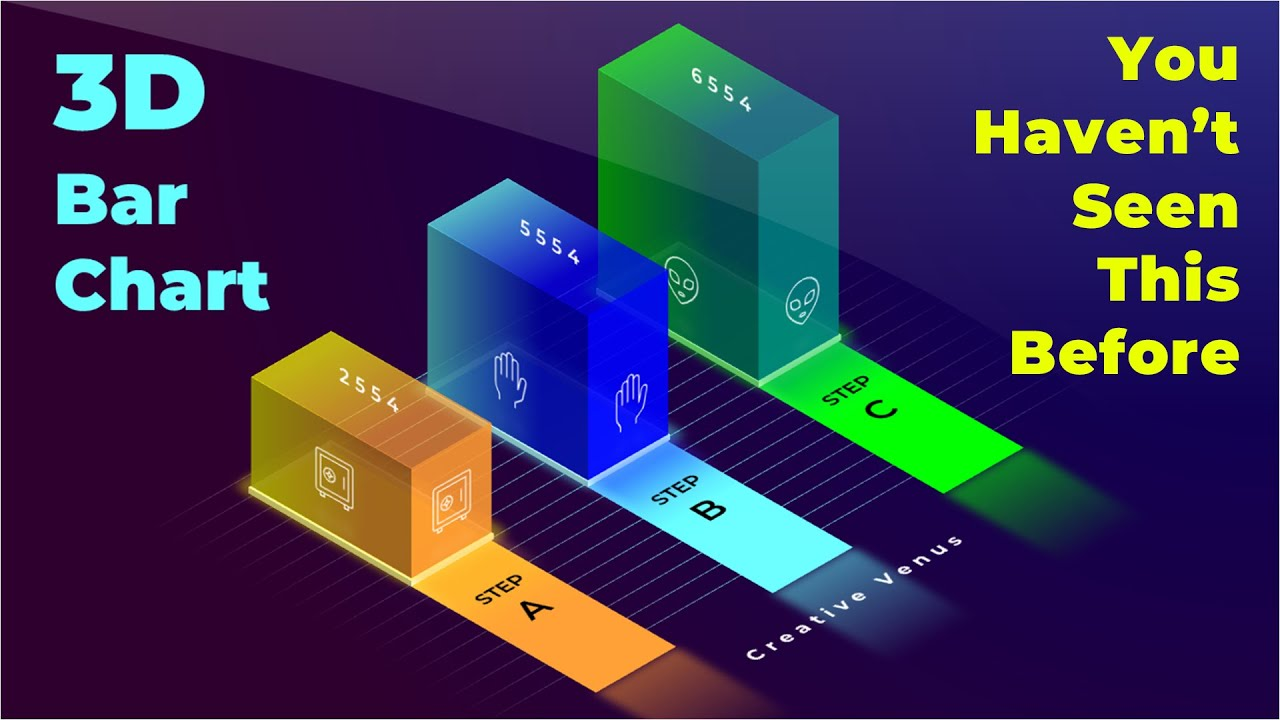 3D
Bar
Chart
You
Haven’t
Seen
This
Before
6554
5554
2554
STEP
C
STEP
B
STEP
A
Creative Venus